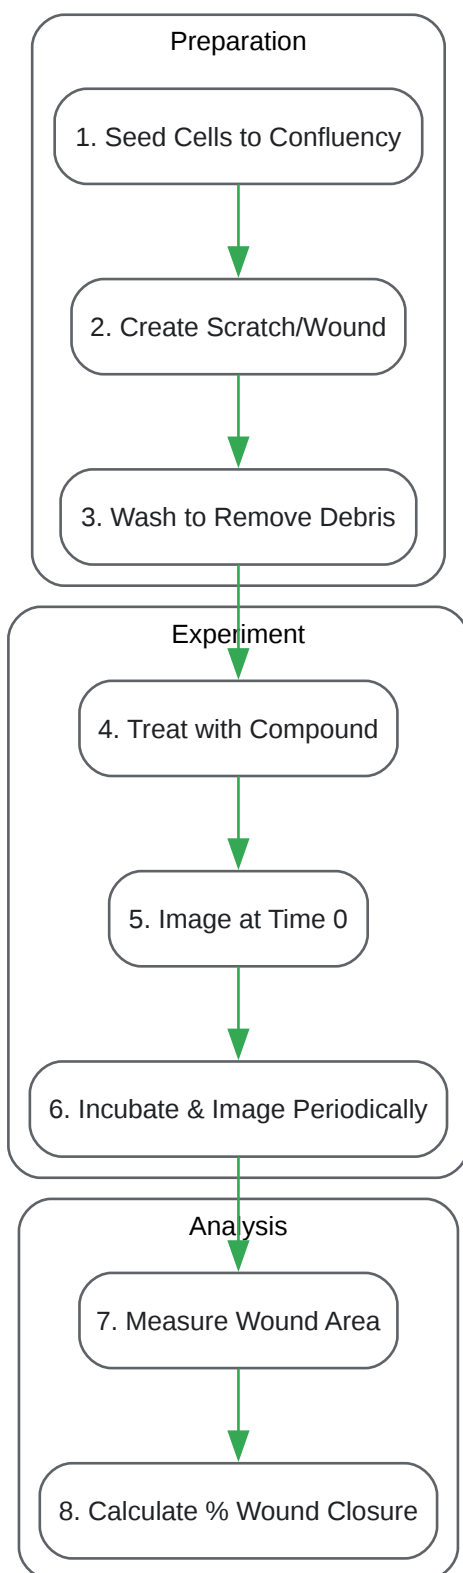 Preparation
1. Seed Cells to Confluency
2. Create Scratch/Wound
3. Wash to Remove Debris
Experiment
4. Treat with Compound
5. Image at Time 0
6. Incubate & Image Periodically
Analysis
7. Measure Wound Area
8. Calculate % Wound Closure